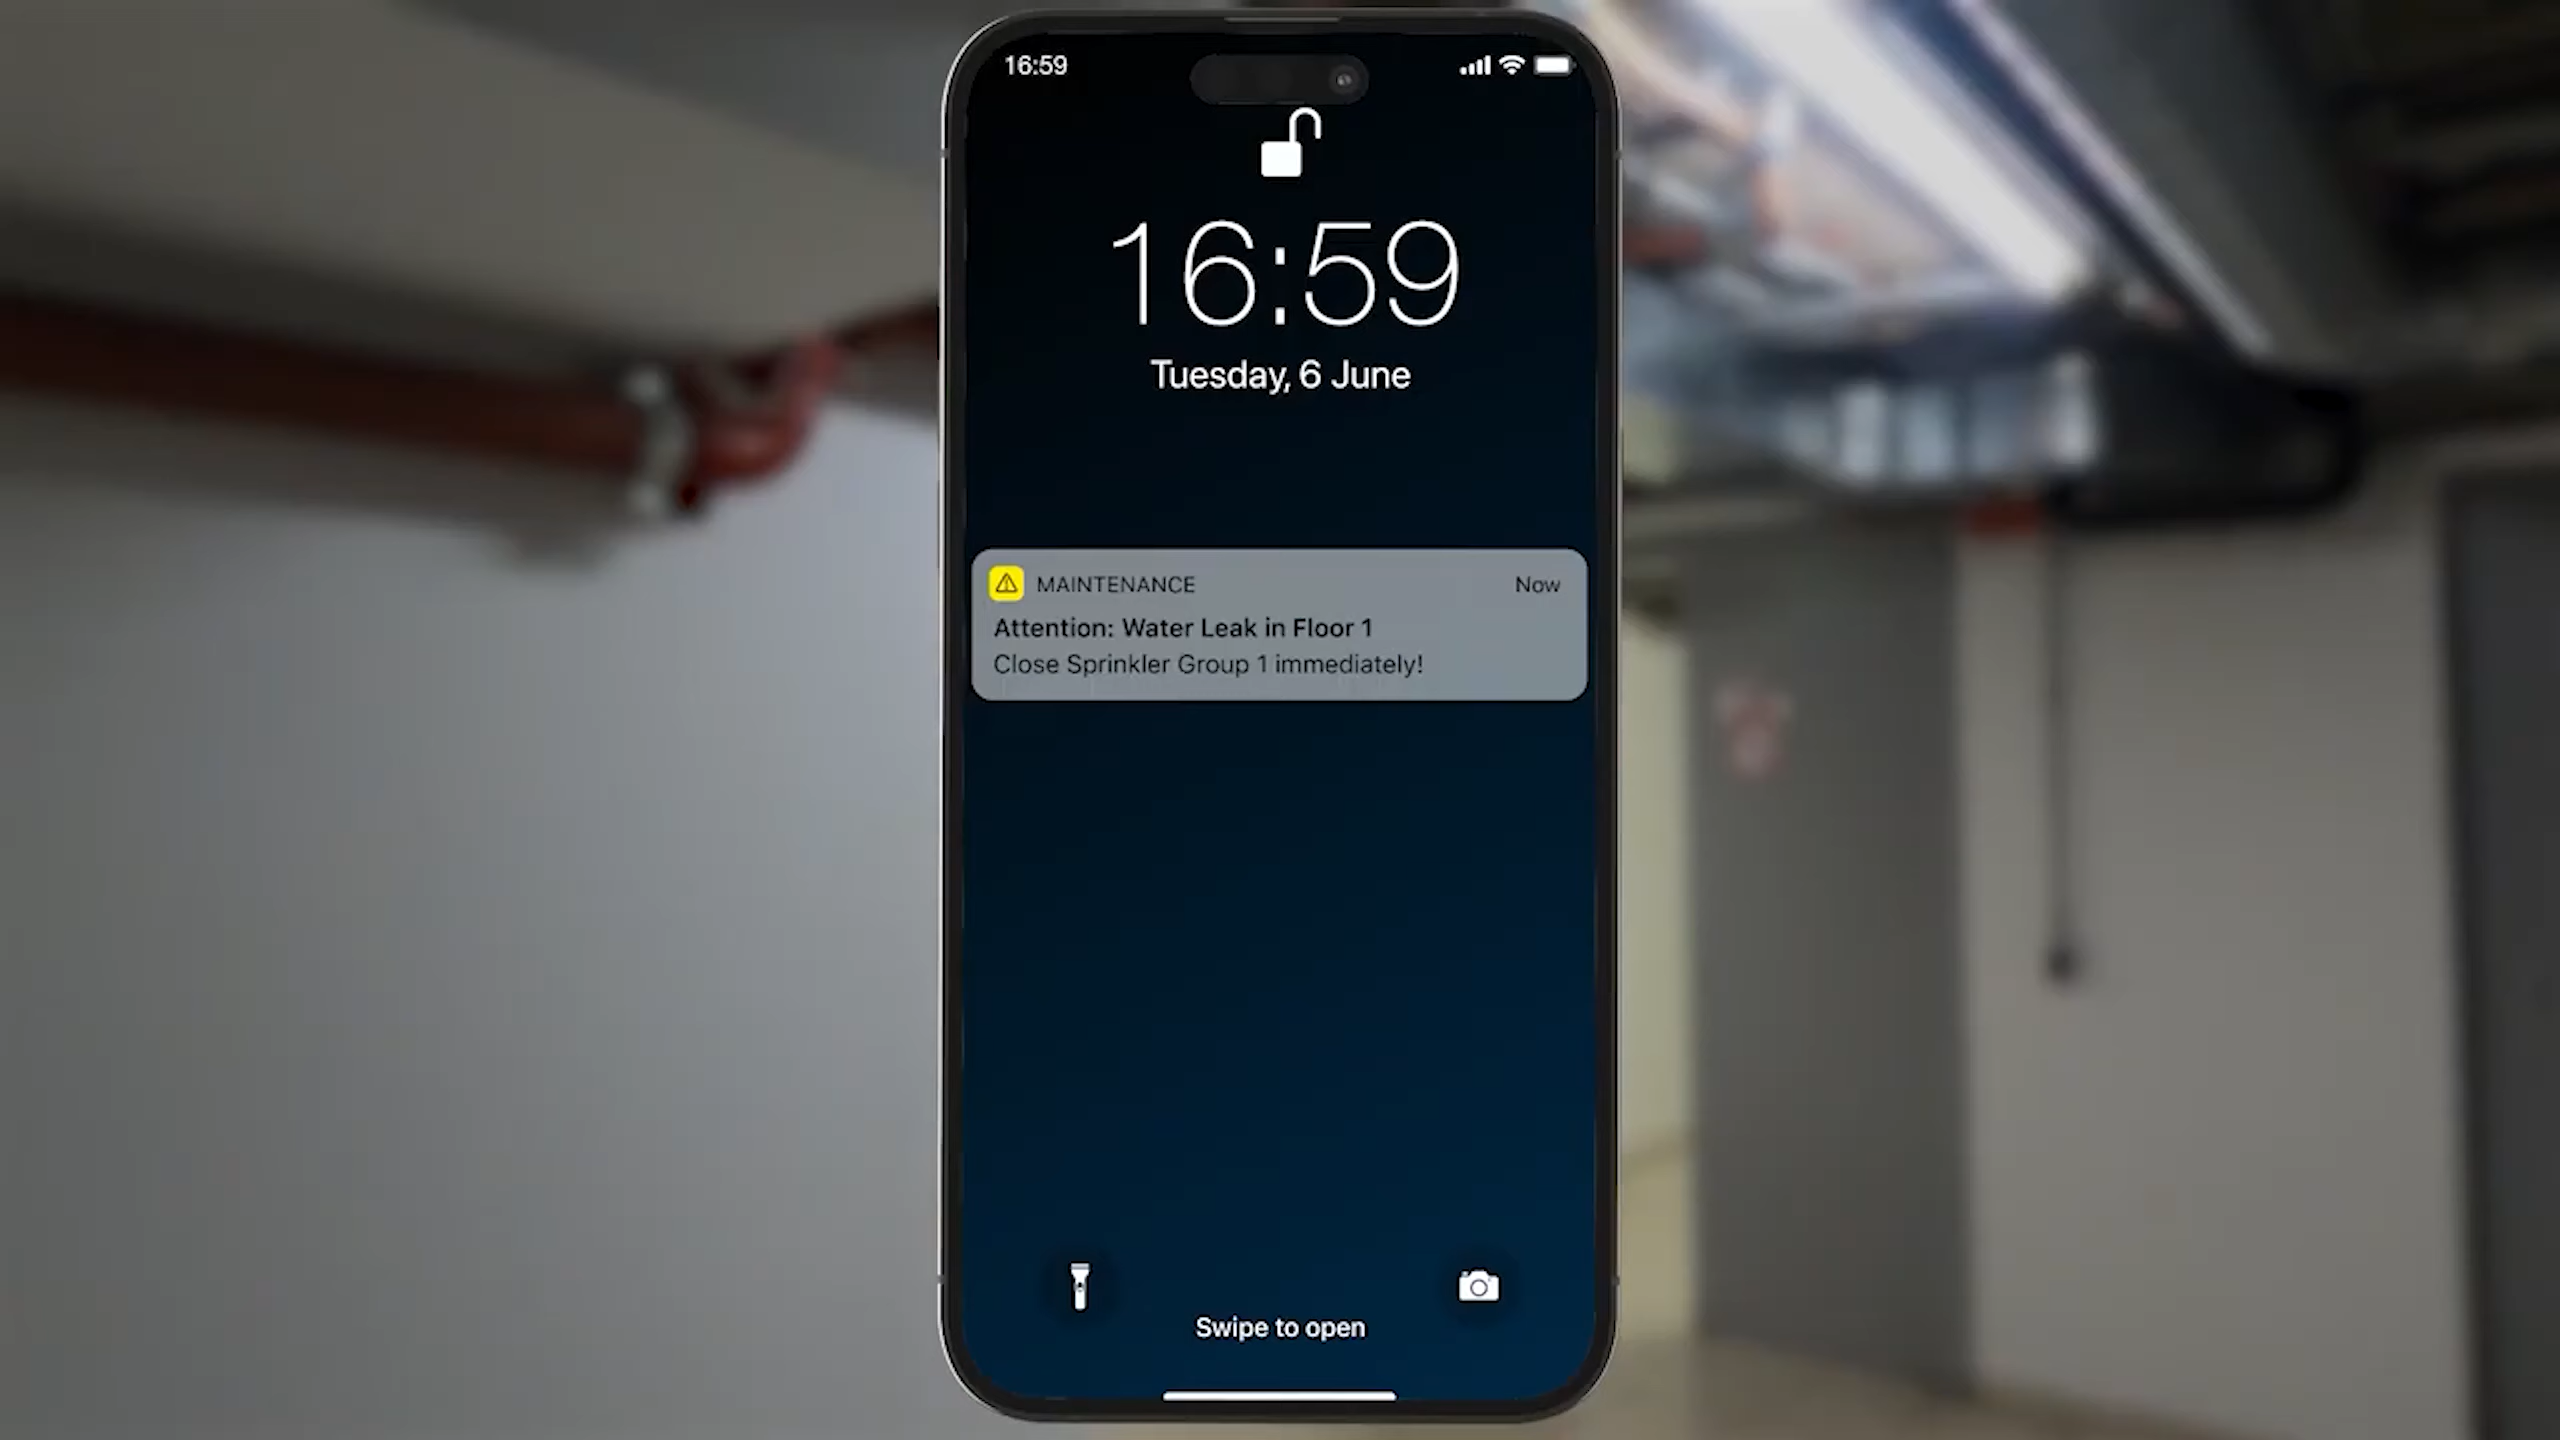 16:59
16:59
Tuesday, 6 June
MAINTENANCE
Now
Attention: Water Leak in Floor 1
Close Sprinkler Group 1 immediately!
Swipe to open